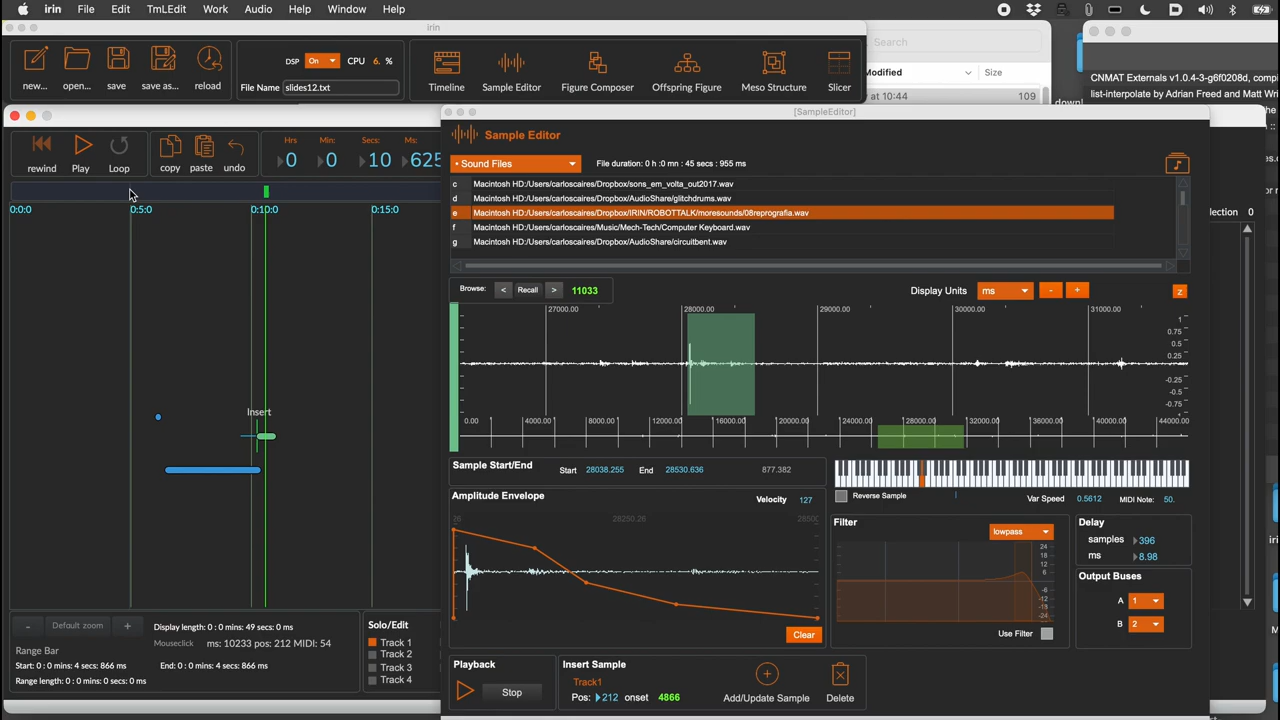 irin File Edit TmLEdit Work Audio Help Window Help
irin
new... open... save save as... reload
DSP On CPU 6. %
File Name slides12.txt
Timeline Sample Editor Figure Composer Offspring Figure Meso Structure Slicer
Search
Modified Size
at 10:44 109
CNMAT Externals v1.0.4-3-g6f0208d, compi
list-interpolate by Adrian Freed and Matt Wri
[SampleEditor]
Sample Editor
rewind Play Loop copy paste undo
Hrs Min: Secs: Ms:
0 0 10 625
0:0:0 0:5:0 0:10:0 0:15:0
Sound Files File duration: 0 h :0 mn : 45 secs : 955 ms
c Macintosh HD:/Users/carloscaires/Dropbox/sons_em_volta_out2017.wav
d Macintosh HD:/Users/carloscaires/Dropbox/AudioShare/glitchdrums.wav
e Macintosh HD:/Users/carloscaires/Dropbox/IRIN/ROBOTTALK/moresounds/08reprografia.wav
f Macintosh HD:/Users/carloscaires/Music/Mech-Tech/Computer Keyboard.wav
g Macintosh HD:/Users/carloscaires/Dropbox/AudioShare/circuitbent.wav
lection 0
Browse: < Recall > 11033
Display Units ms - + z
27000.00 28000.00 29000.00 30000.00 31000.00
1
0.75
0.5
0.25
-0.25
-0.5
-0.75
0.00 4000.00 8000.00 12000.00 16000.00 20000.00 24000.00 28000.00 32000.00 36000.00 40000.00 44000.00
Insert
Sample Start/End Start 28038.255 End 28530.636 877.382
Reverse Sample Var Speed 0.5612 MIDI Note: 50.
Amplitude Envelope Velocity 127
28250.26
Clear
Filter lowpass
24
18
12
6
-6
-12
-18
-24
Use Filter
Delay
samples 396
ms 8.98
Output Buses
A 1
B 2
- Default zoom +
Display length: 0 : 0 mins: 49 secs: 0 ms
Mouseclick ms: 10233 pos: 212 MIDI: 54
Range Bar
Start: 0 : 0 mins: 4 secs: 866 ms End: 0 : 0 mins: 4 secs: 866 ms
Range length: 0 : 0 mins: 0 secs: 0 ms
Solo/Edit
Track 1
Track 2
Track 3
Track 4
Playback
Stop
Insert Sample
Track1
Pos: 212 onset 4866
Add/Update Sample Delete